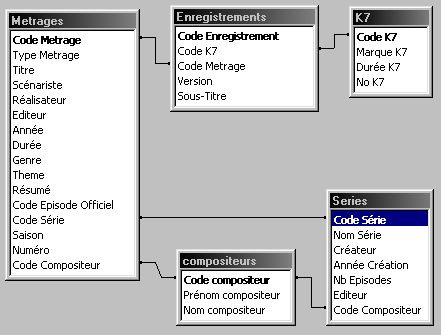 Metrages
Code Metrage
Type Metrage
Titre
Scénariste
Réalisateur
Editeur
Année
Durée
Genre
Theme
Résumé
Code Episode Officiel
Code Série
Saison
Numéro
Code Compositeur
Enregistrements
Code Enregistrement
Code K7
Code Metrage
Version
Sous-Titre
K7
Code K7
Marque K7
Durée K7
No K7
compositeurs
Code compositeur
Prénom compositeur
Nom compositeur
Series
Code Série
Nom Série
Créateur
Année Création
Nb Episodes
Editeur
Code Compositeur